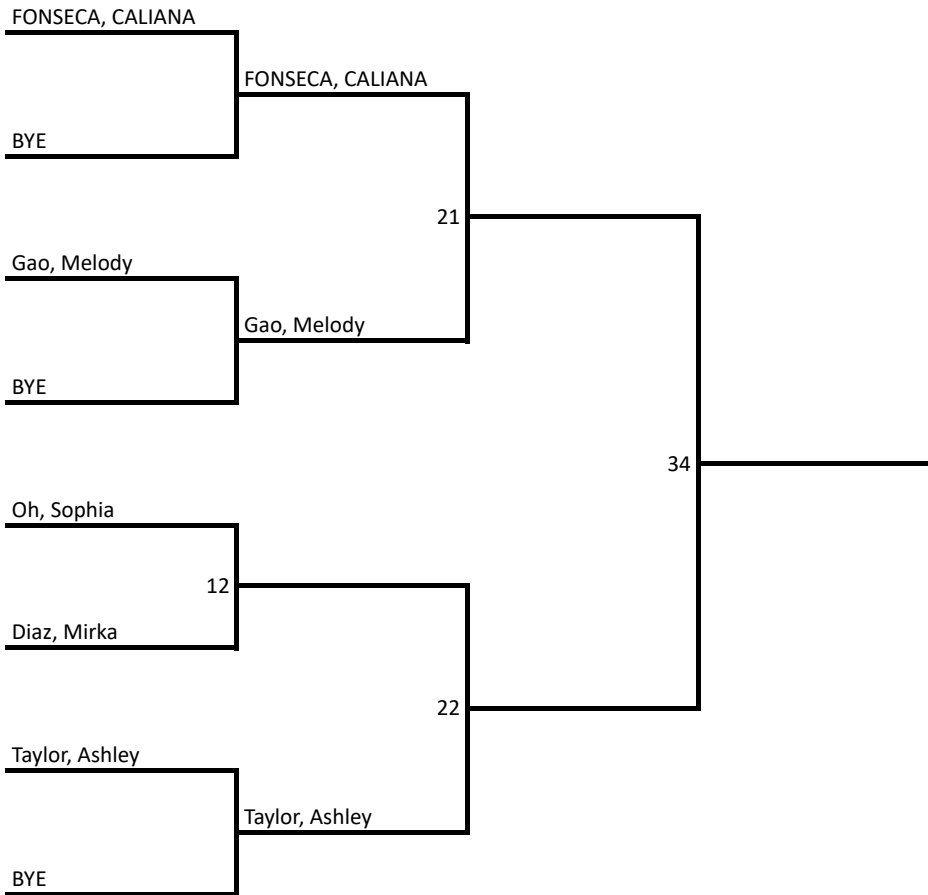 FONSECA, CALIANA
FONSECA, CALIANA
BYE
21
Gao, Melody
Gao, Melody
BYE
34
Oh, Sophia
12
Diaz, Mirka
22
Taylor, Ashley
Taylor, Ashley
BYE